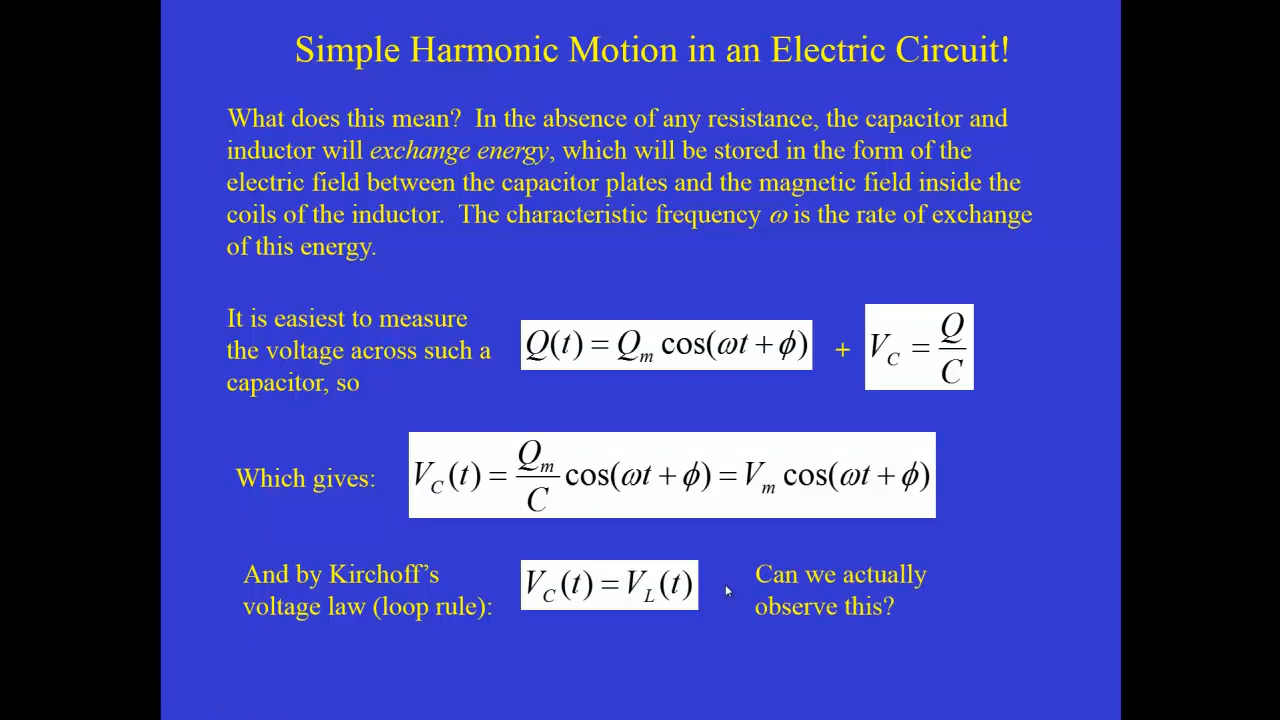 Simple Harmonic Motion in an Electric Circuit!
What does this mean?  In the absence of any resistance, the capacitor and
inductor will exchange energy, which will be stored in the form of the
electric field between the capacitor plates and the magnetic field inside the
coils of the inductor.  The characteristic frequency ω is the rate of exchange
of this energy.
It is easiest to measure
the voltage across such a
capacitor, so
Q(t) = Q_m cos(ωt + ϕ) + V_C = Q/C
Which gives: V_C(t) = Q_m/C cos(ωt + ϕ) = V_m cos(ωt + ϕ)
And by Kirchoff’s
voltage law (loop rule):
V_C(t) = V_L(t)
Can we actually
observe this?